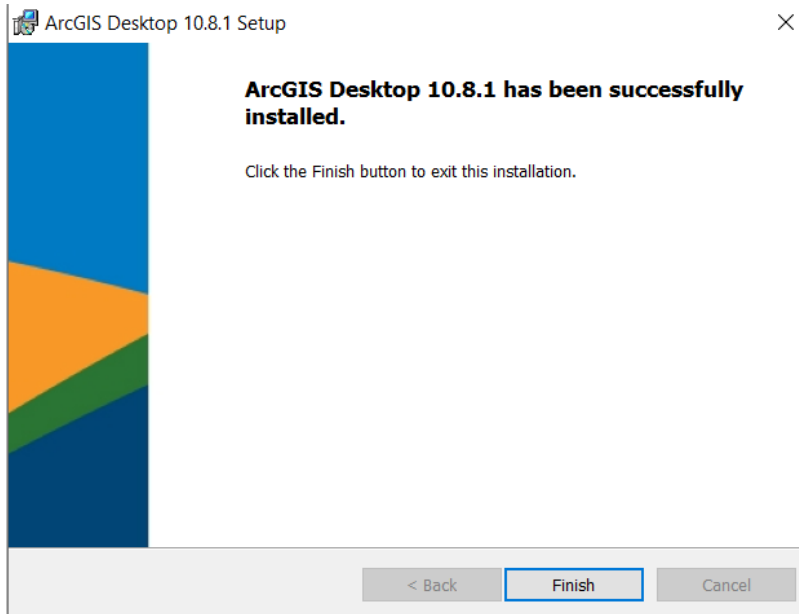 ArcGIS Desktop 10.8.1 Setup
ArcGIS Desktop 10.8.1 has been successfully
installed.
Click the Finish button to exit this installation.
< Back
Finish
Cancel